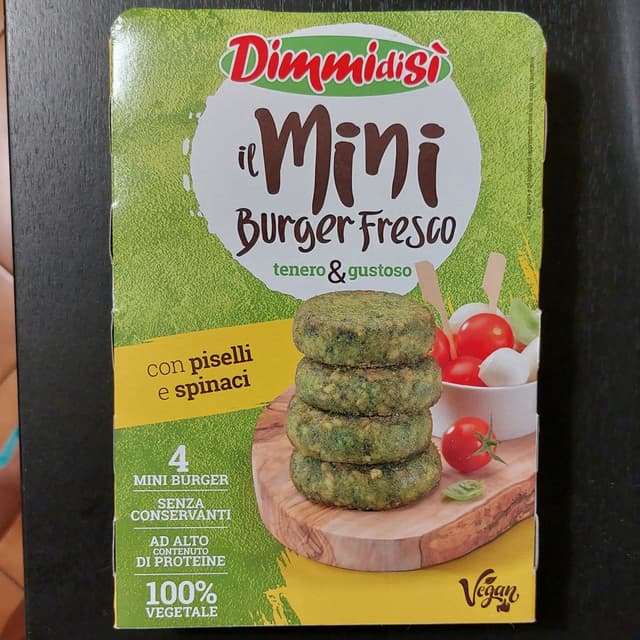 Dimmidisì
il Mini
Burger Fresco
tenero & gustoso
con piselli
e spinaci
4
MINI BURGER
SENZA
CONSERVANTI
AD ALTO
CONTENUTO
DI PROTEINE
100%
VEGETALE
Vegan